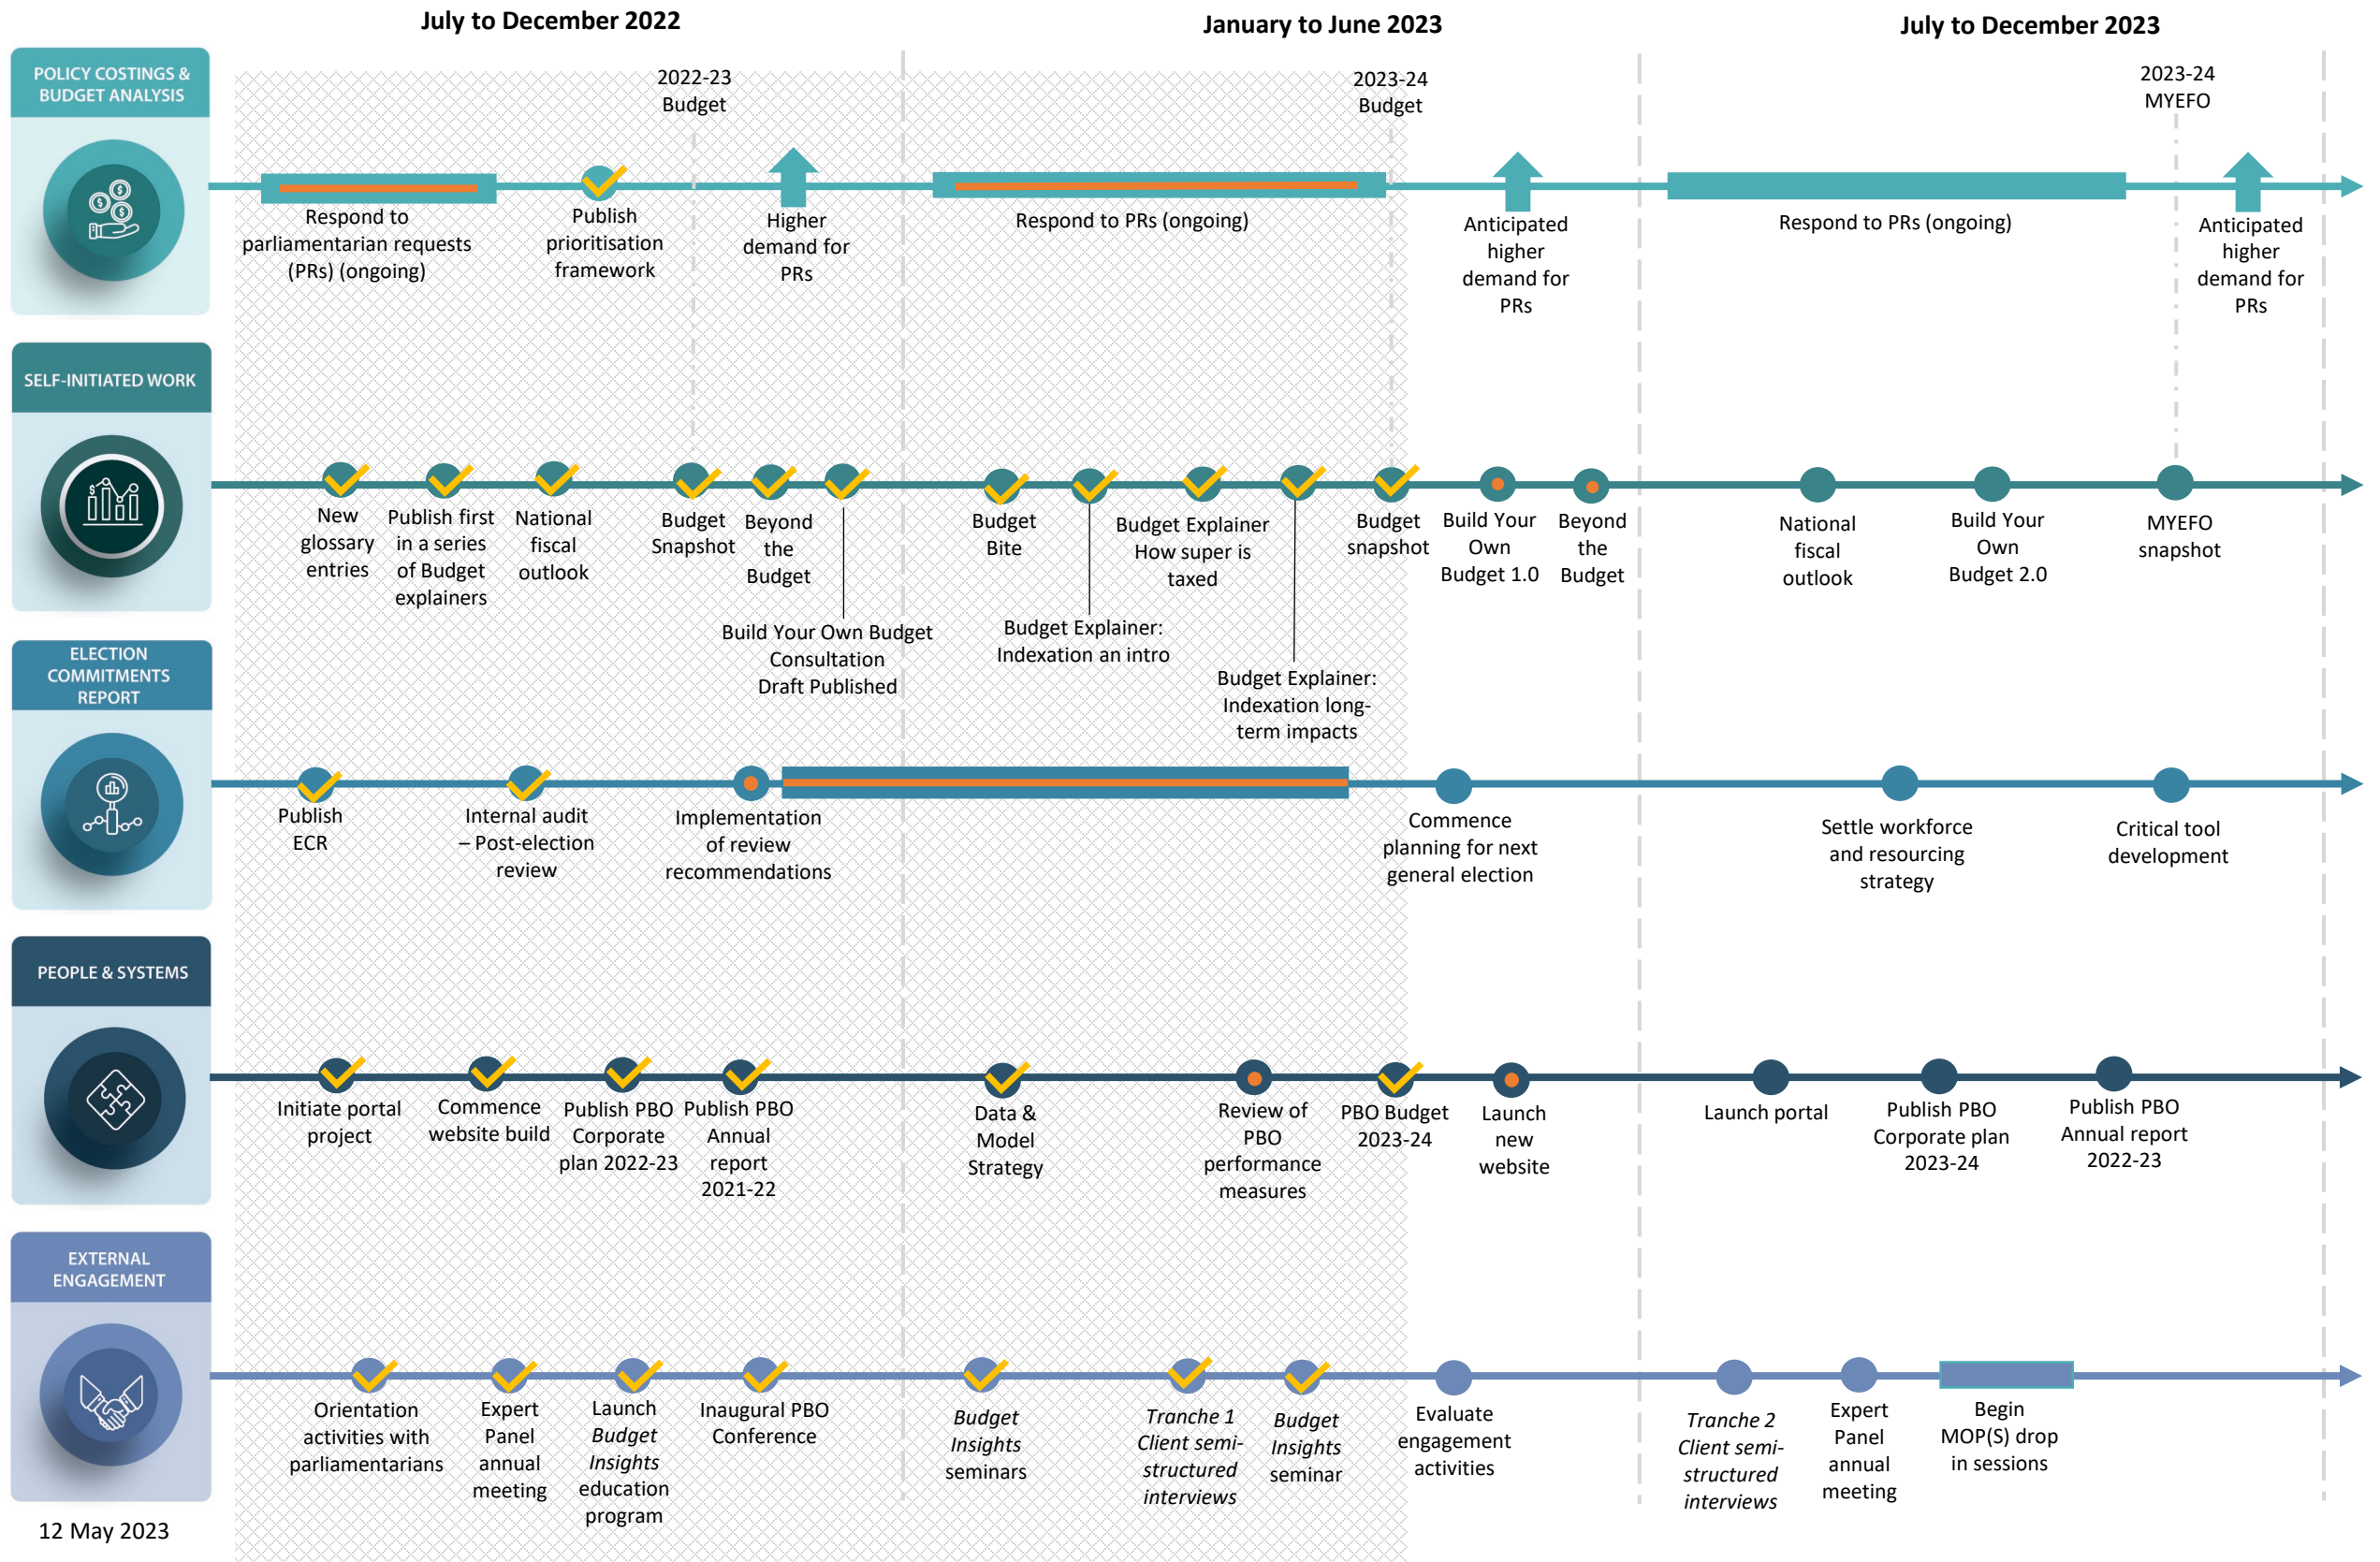 July to December 2022
January to June 2023
July to December 2023
POLICY COSTINGS &
BUDGET ANALYSIS
2022-23
Budget
2023-24
Budget
2023-24
MYEFO
Respond to
parliamentarian requests
(PRs) (ongoing)
Publish
prioritisation
framework
Higher
demand for
PRs
Respond to PRs (ongoing)
Anticipated
higher
demand for
PRs
Respond to PRs (ongoing)
Anticipated
higher
demand for
PRs
SELF-INITIATED WORK
New
glossary
entries
Publish first
in a series
of Budget
explainers
National
fiscal
outlook
Budget
Snapshot
Beyond
the
Budget
Build Your Own Budget
Consultation
Draft Published
Budget
Bite
Budget Explainer:
Indexation an intro
Budget Explainer
How super is
taxed
Budget Explainer:
Indexation long-
term impacts
Budget
snapshot
Build Your
Own
Budget 1.0
Beyond
the
Budget
National
fiscal
outlook
Build Your
Own
Budget 2.0
MYEFO
snapshot
ELECTION
COMMITMENTS
REPORT
Publish
ECR
Internal audit
– Post-election
review
Implementation
of review
recommendations
Commence
planning for next
general election
Settle workforce
and resourcing
strategy
Critical tool
development
PEOPLE & SYSTEMS
Initiate portal
project
Commence
website build
Publish PBO
Corporate
plan 2022-23
Publish PBO
Annual
report
2021-22
Data &
Model
Strategy
Review of
PBO
performance
measures
PBO Budget
2023-24
Launch
new
website
Launch portal
Publish PBO
Corporate plan
2023-24
Publish PBO
Annual report
2022-23
EXTERNAL
ENGAGEMENT
Orientation
activities with
parliamentarians
Expert
Panel
annual
meeting
Launch
Budget
Insights
education
program
Inaugural PBO
Conference
Budget
Insights
seminars
Tranche 1
Client semi-
structured
interviews
Budget
Insights
seminar
Evaluate
engagement
activities
Tranche 2
Client semi-
structured
interviews
Expert
Panel
annual
meeting
Begin
MOP(S) drop
in sessions
12 May 2023